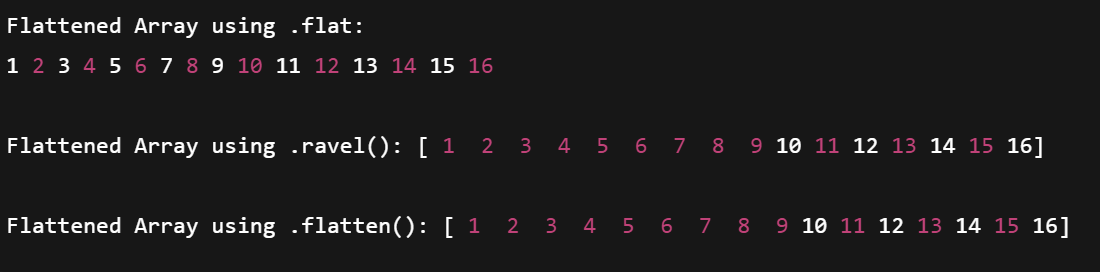 Flattened Array using .flat:
1 2 3 4 5 6 7 8 9 10 11 12 13 14 15 16
Flattened Array using .ravel(): [ 1  2  3  4  5  6  7  8  9 10 11 12 13 14 15 16]
Flattened Array using .flatten(): [ 1  2  3  4  5  6  7  8  9 10 11 12 13 14 15 16]